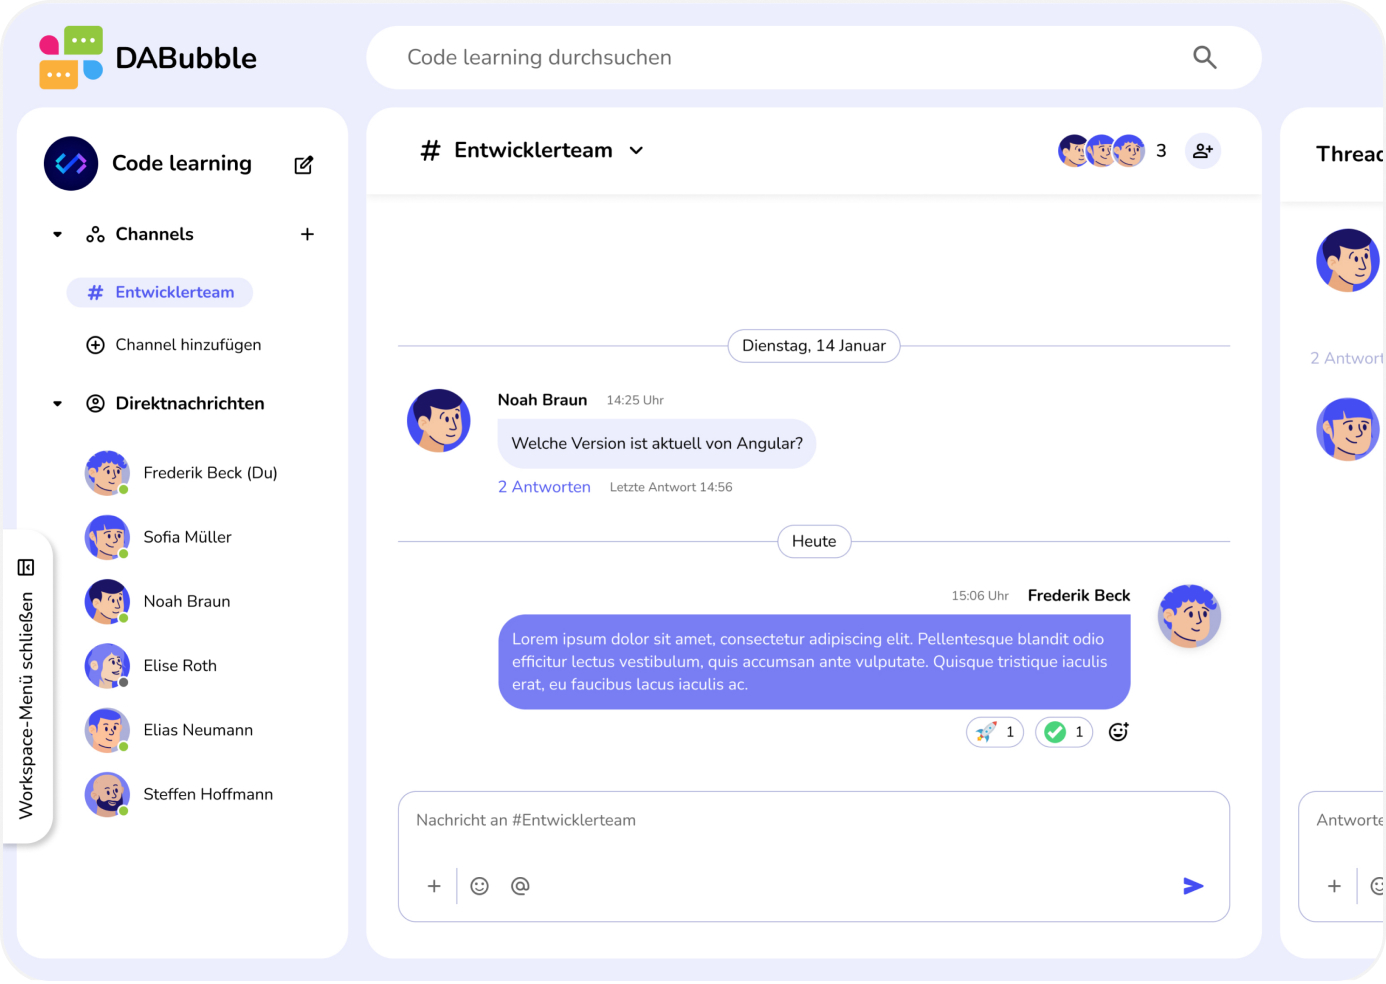 DABubble
Code learning durchsuchen
Code learning
Channels
# Entwicklerteam
Channel hinzufügen
Direktnachrichten
Frederik Beck (Du)
Sofia Müller
Noah Braun
Elise Roth
Elias Neumann
Steffen Hoffmann
Workspace-Menü schließen
# Entwicklerteam
3
Dienstag, 14 Januar
Noah Braun 14:25 Uhr
Welche Version ist aktuell von Angular?
2 Antworten Letzte Antwort 14:56
Heute
15:06 Uhr Frederik Beck
Lorem ipsum dolor sit amet, consectetur adipiscing elit. Pellentesque blandit odio
efficitur lectus vestibulum, quis accumsan ante vulputate. Quisque tristique iaculis
erat, eu faucibus lacus iaculis ac.
1 1
Nachricht an #Entwicklerteam
@
Thread
2 Antwort
Antworte